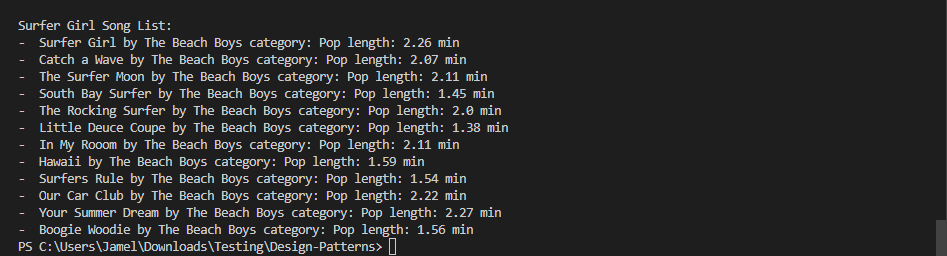 Surfer Girl Song List:
-  Surfer Girl by The Beach Boys category: Pop length: 2.26 min
-  Catch a Wave by The Beach Boys category: Pop length: 2.07 min
-  The Surfer Moon by The Beach Boys category: Pop length: 2.11 min
-  South Bay Surfer by The Beach Boys category: Pop length: 1.45 min
-  The Rocking Surfer by The Beach Boys category: Pop length: 2.0 min
-  Little Deuce Coupe by The Beach Boys category: Pop length: 1.38 min
-  In My Rooom by The Beach Boys category: Pop length: 2.11 min
-  Hawaii by The Beach Boys category: Pop length: 1.59 min
-  Surfers Rule by The Beach Boys category: Pop length: 1.54 min
-  Our Car Club by The Beach Boys category: Pop length: 2.22 min
-  Your Summer Dream by The Beach Boys category: Pop length: 2.27 min
-  Boogie Woodie by The Beach Boys category: Pop length: 1.56 min
PS C:\Users\Jamel\Downloads\Testing\Design-Patterns>